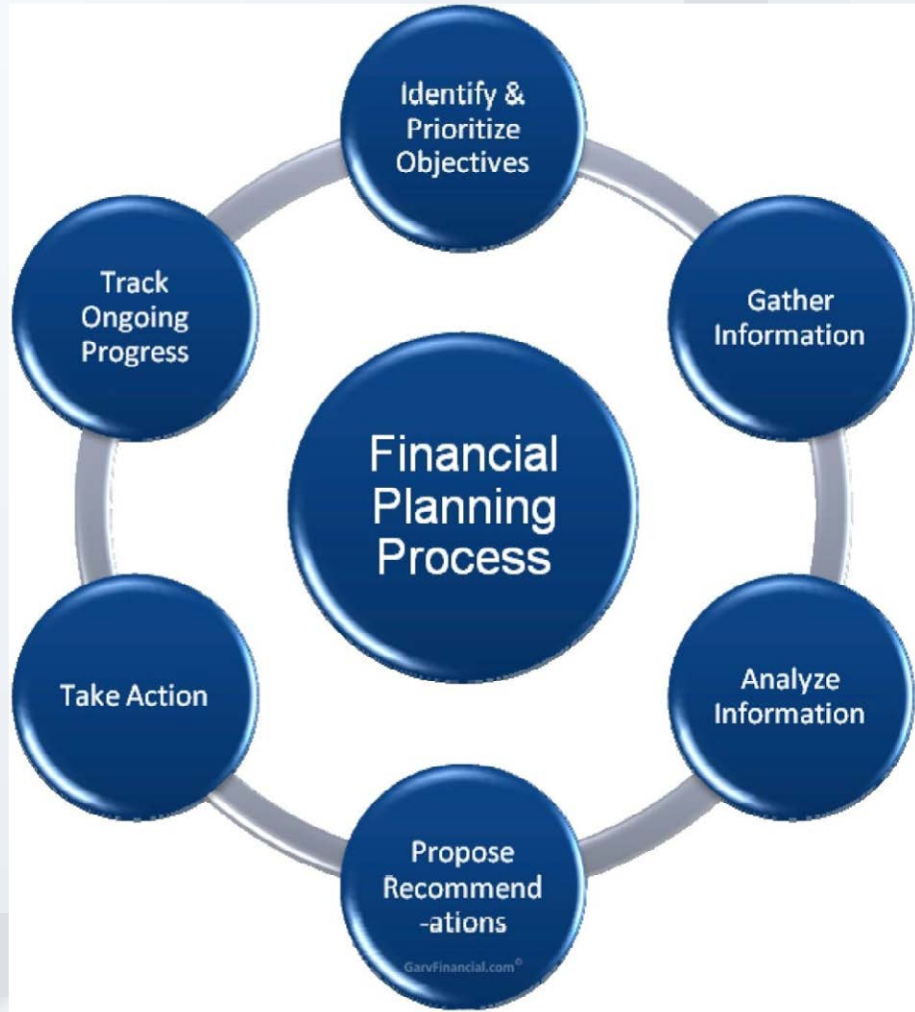 Identify &
Prioritize
Objectives
Gather
Information
Analyze
Information
Propose
Recommend
-ations
GarvFinancial.com©
Take Action
Track
Ongoing
Progress
Financial
Planning
Process